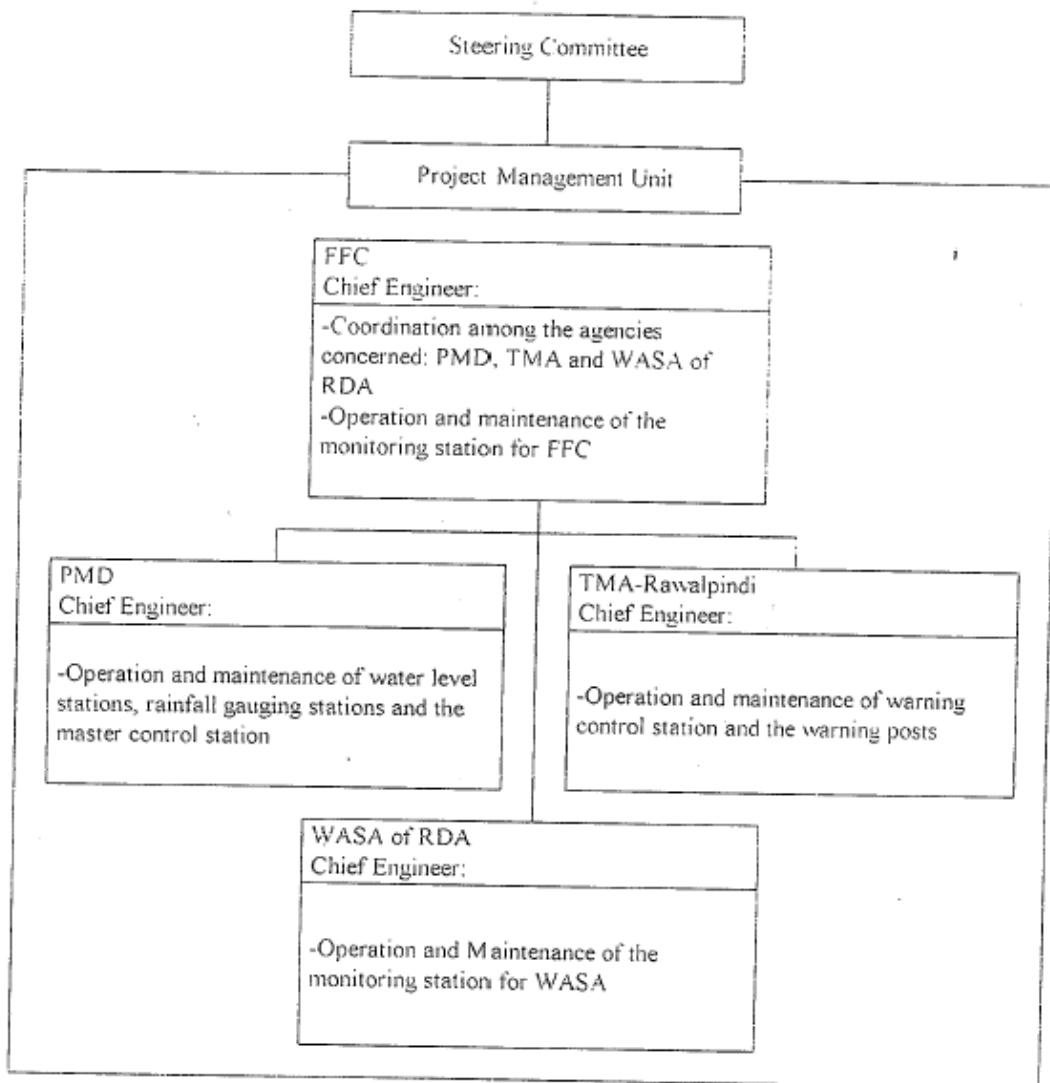 Steering Committee
Project Management Unit
FFC
Chief Engineer:
-Coordination among the agencies
concerned: PMD, TMA and WASA of
RDA
-Operation and maintenance of the
monitoring station for FFC
PMD
Chief Engineer:
-Operation and maintenance of water level
stations, rainfall gauging stations and the
master control station
TMA-Rawalpindi
Chief Engineer:
-Operation and maintenance of warning
control station and the warning posts
WASA of RDA
Chief Engineer:
-Operation and Maintenance of the
monitoring station for WASA